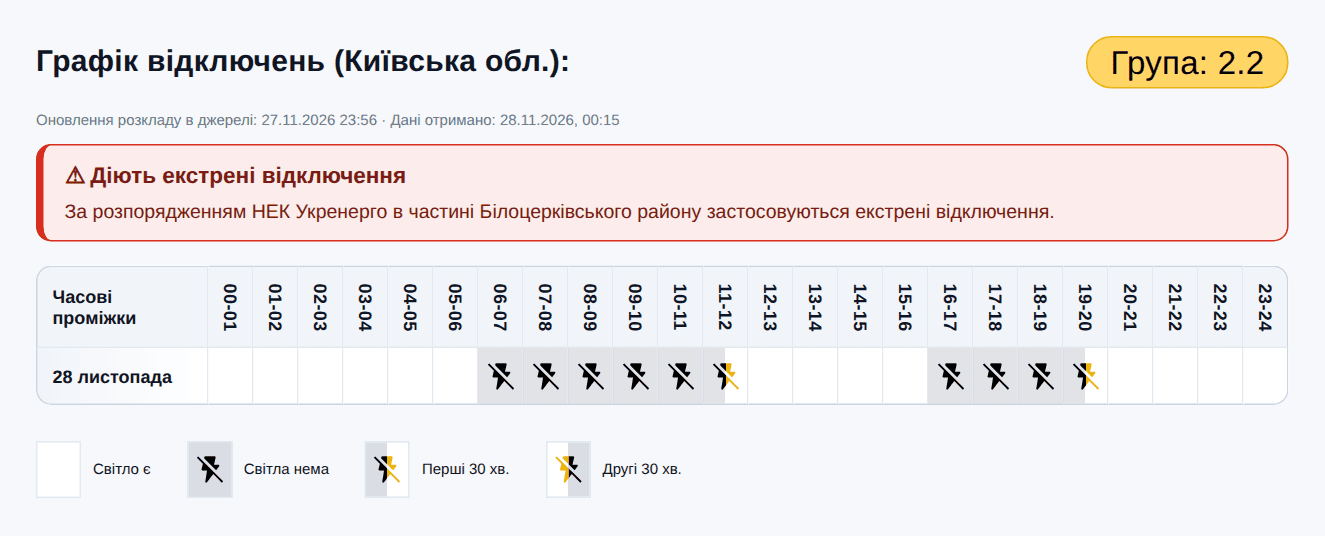 Графік відключень (Київська обл.):
Група: 2.2
Оновлення розкладу в джерелі: 27.11.2026 23:56 · Дані отримано: 28.11.2026, 00:15
⚠ Діють екстрені відключення
За розпорядженням НЕК Укренерго в частині Білоцерківського району застосовуються екстрені відключення.
Часові
проміжки
00-01 01-02 02-03 03-04 04-05 05-06 06-07 07-08 08-09 09-10 10-11 11-12 12-13 13-14 14-15 15-16 16-17 17-18 18-19 19-20 20-21 21-22 22-23 23-24
28 листопада
Світло є
Світла нема
Перші 30 хв.
Другі 30 хв.